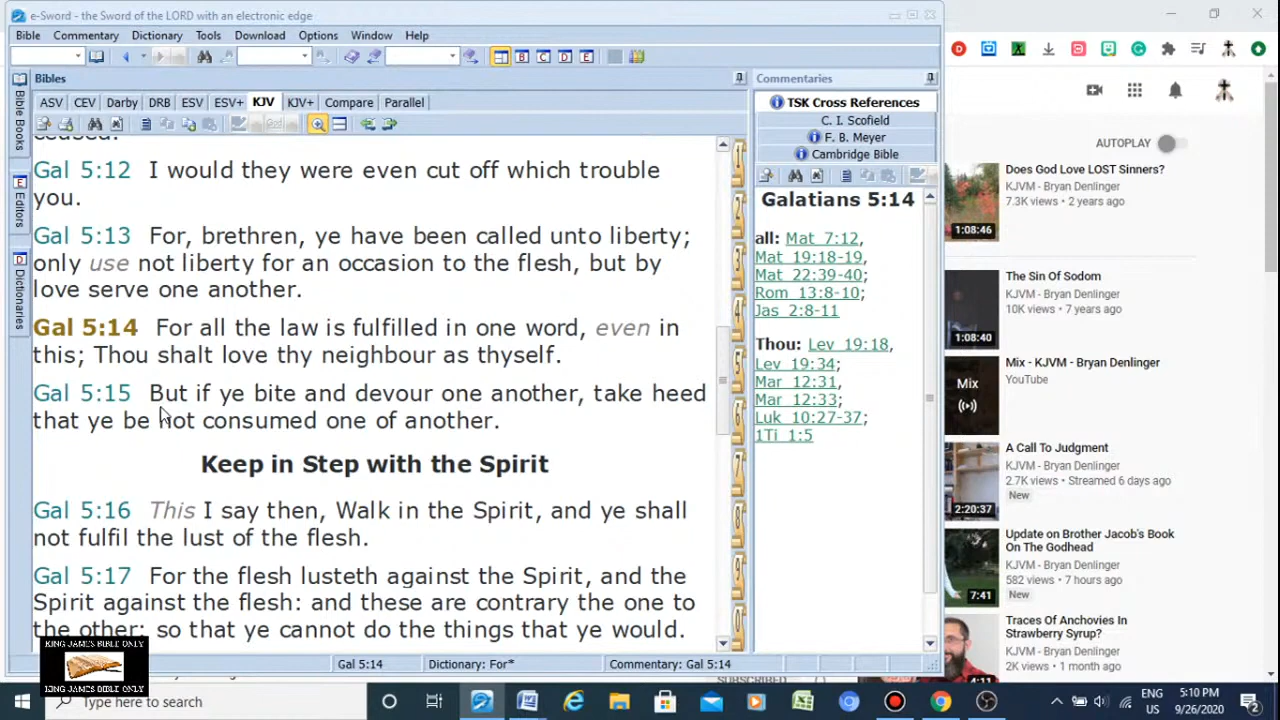 e-Sword - the Sword of the LORD with an electronic edge
Bible Commentary Dictionary Tools Options Download Window Help
Bibles
ASV CEV Darby DRB ESV ESV+ KJV KJV+ Compare Parallel
Bible Books
Editors
Dictionaries
Gal 5:12 I would they were even cut off which trouble
you.
Gal 5:13 For, brethren, ye have been called unto liberty;
only use not liberty for an occasion to the flesh, but by
love serve one another.
Gal 5:14 For all the law is fulfilled in one word, even in
this; Thou shalt love thy neighbour as thyself.
Gal 5:15 But if ye bite and devour one another, take heed
that ye be not consumed one of another.
Keep in Step with the Spirit
Gal 5:16 This I say then, Walk in the Spirit, and ye shall
not fulfil the lust of the flesh.
Gal 5:17 For the flesh lusteth against the Spirit, and the
Spirit against the flesh: and these are contrary the one to
the other: so that ye cannot do the things that ye would.
1
2
3
4
5
6
7
8
9
0
Commentaries
TSK Cross References
C. I. Scofield
F. B. Meyer
Cambridge Bible
Galatians 5:14
all: Mat 7:12,
Mat 19:18-19,
Mat 22:39-40;
Rom 13:8-10;
Jas 2:8-11
Thou: Lev 19:18,
Lev 19:34;
Mar 12:31,
Mar 12:33;
Luk 10:27-37;
1Ti 1:5
Gal 5:14 Dictionary: For* Commentary: Gal 5:14
AUTOPLAY
Does God Love LOST Sinners?
KJVM - Bryan Denlinger
7.3K views • 2 years ago
1:08:46
The Sin Of Sodom
KJVM - Bryan Denlinger
10K views • 7 years ago
1:08:40
Mix - KJVM - Bryan Denlinger
YouTube
Mix
A Call To Judgment
KJVM - Bryan Denlinger
2.7K views • Streamed 6 days ago
New
2:20:37
Update on Brother Jacob's Book
On The Godhead
KJVM - Bryan Denlinger
582 views • 7 hours ago
New
7:41
Traces of Anchovies In
Strawberry Syrup?
KJVM - Bryan Denlinger
2K views • 1 month ago
4:11
KING JAMES BIBLE ONLY
KING JAMES BIBLE ONLY
Type here to search
ENG
US
5:10 PM
9/26/2020
2